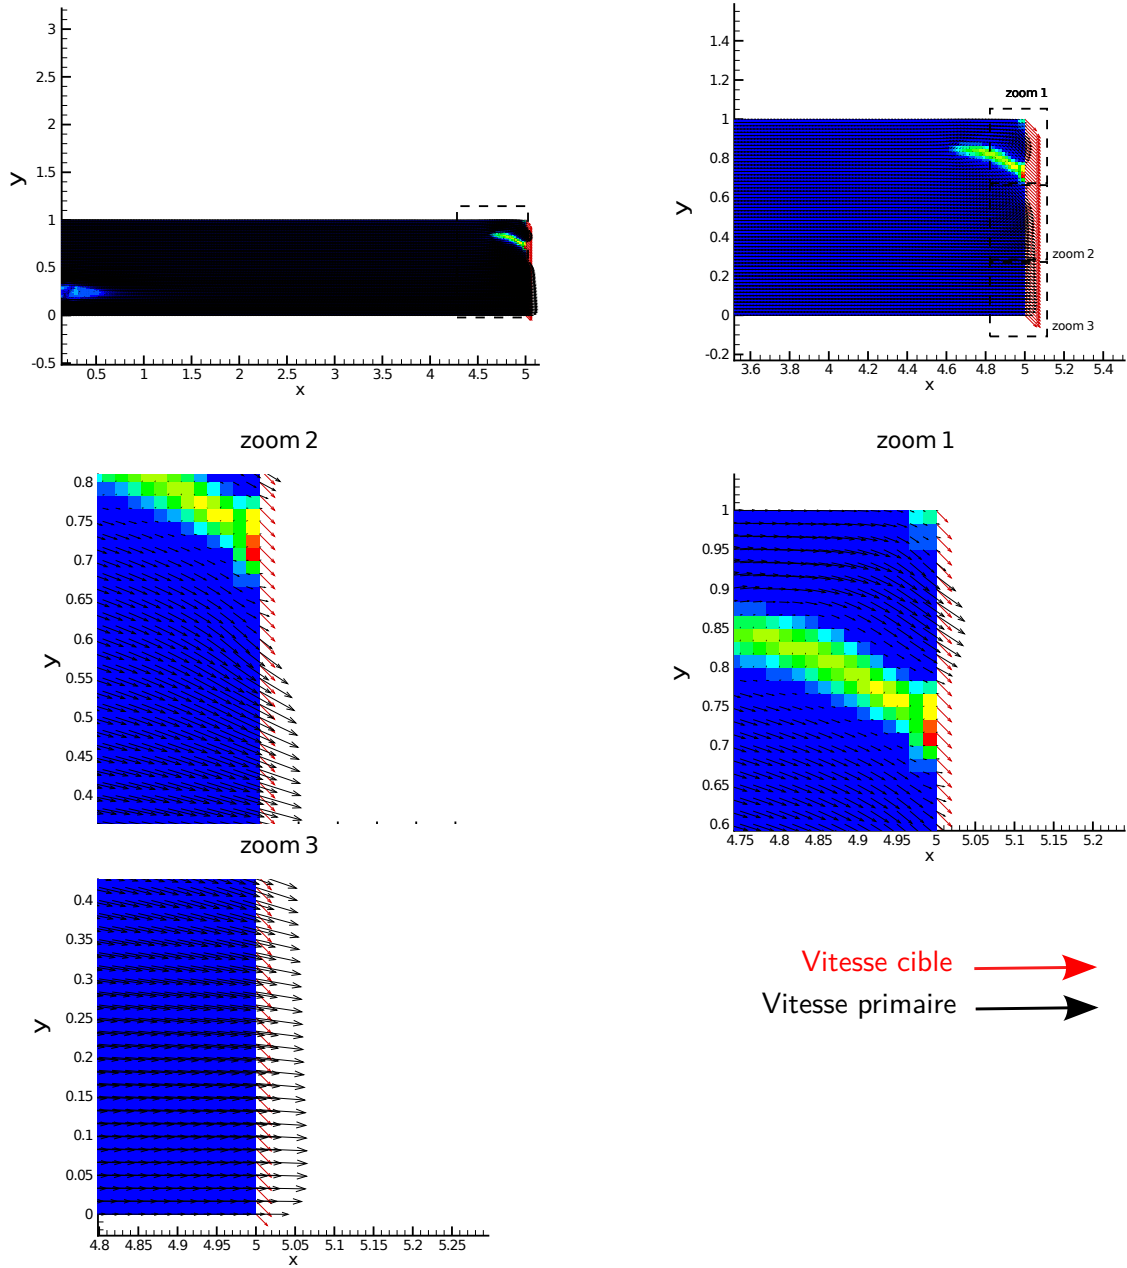 3
2.5
2
1.5
1
0.5
0
-0.5
y
0.5 1 1.5 2 2.5 3 3.5 4 4.5 5
x
1.4
1.2
1
0.8
0.6
0.4
0.2
0
-0.2
y
zoom 1
zoom 2
zoom 3
3.6 3.8 4 4.2 4.4 4.6 4.8 5 5.2 5.4
x
zoom 2
0.8
0.75
0.7
0.65
0.6
0.55
0.5
0.45
0.4
y
zoom 1
1
0.95
0.9
0.85
0.8
0.75
0.7
0.65
0.6
y
4.75 4.8 4.85 4.9 4.95 5 5.05 5.1 5.15 5.2
x
zoom 3
0.4
0.35
0.3
0.25
0.2
0.15
0.1
0.05
0
y
4.8 4.85 4.9 4.95 5 5.05 5.1 5.15 5.2 5.25
x
Vitesse cible
Vitesse primaire